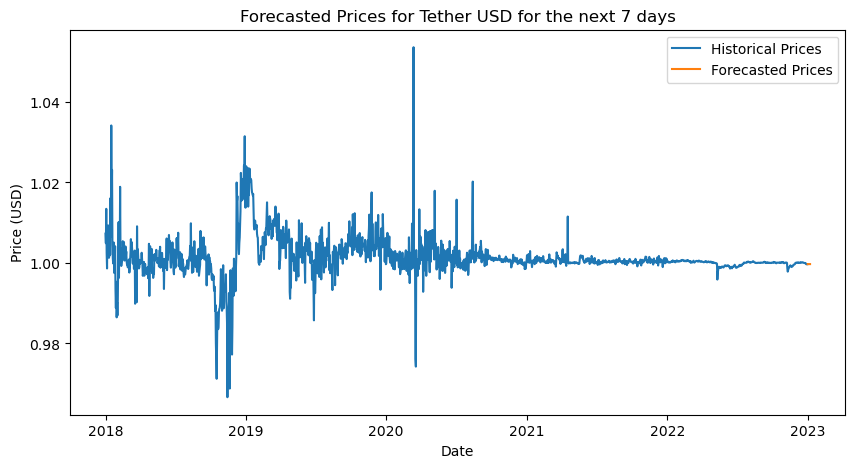 Forecasted Prices for Tether USD for the next 7 days
Historical Prices
Forecasted Prices
Price (USD)
1.04
1.02
1.00
0.98
2018 2019 2020 2021 2022 2023
Date